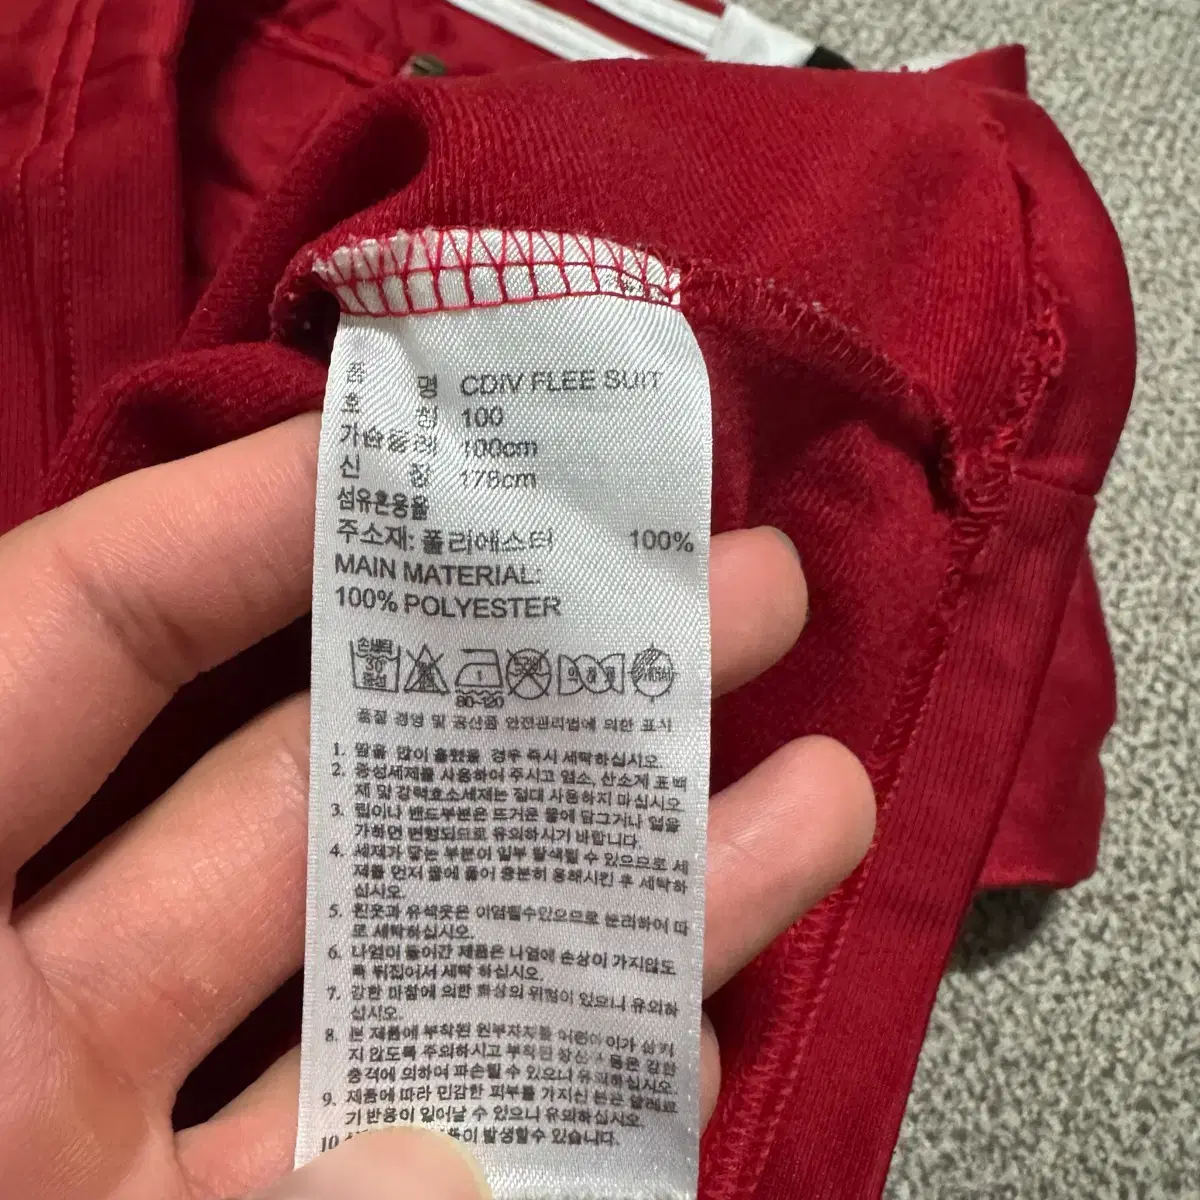 품 명 CDIV FLEE SUIT
호 칭 100
가슴둘레 100cm
신 장 178cm
섬유혼용율
주소재: 폴리에스터 100%
MAIN MATERIAL:
100% POLYESTER
손세탁
30°
중성
80~120
품질 경영 및 공산품 안전관리법에 의한 표시
1. 땀을 많이 흘렸을 경우 즉시 세탁하십시오.
2. 중성세제를 사용하여 주시고 염소, 산소계 표백
제 및 강력효소세제는 절대 사용하지 마십시오
3. 립이나 밴드부분은 뜨거운 물에 담그거나 열을
가하면 변형되므로 유의하시기 바랍니다.
4. 세제가 닿는 부분이 일부 탈색될 수 있으므로 세
제를 먼저 물에 풀어 충분히 용해시킨 후 세탁하
십시오.
5. 흰옷과 유색옷은 이염될수있으므로 분리하여 따
로 세탁하십시오.
6. 나염이 들어간 제품은 나염에 손상이 가지않도
록 뒤집어서 세탁 하십시오.
7. 강한 마찰에 의한 화상의 위험이 있으니 유의하
십시오.
8. 본 제품에 부착된 원부자재를 어린아이가 삼키
지 않도록 주의하시고 부착된 장신 등은 강한
충격에 의하여 파손될 수 있으니 유의하십시오.
9. 제품에 따라 민감한 피부를 가지신 분은 알레르
기 반응이 일어날 수 있으니 유의하십시오.
10 이 발생할수 있습니다.